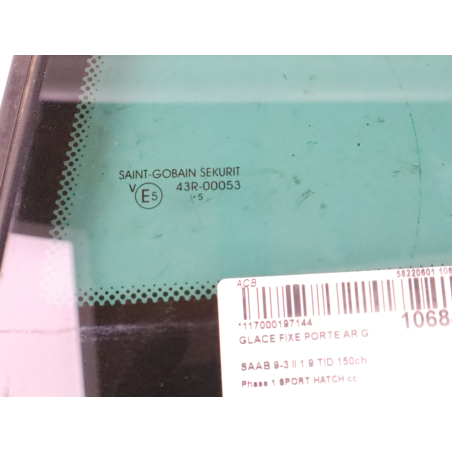 SAINT-GOBAIN SEKURIT
V E5 43R-00053
.5
ACB 58220801 106
*117000197144 1068
GLACE FIXE PORTE AR G
SAAB 9-3 II 1.9 TID 150ch
Phase 1 SPORT HATCH cc